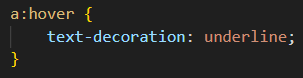 a:hover {
    text-decoration: underline;
}